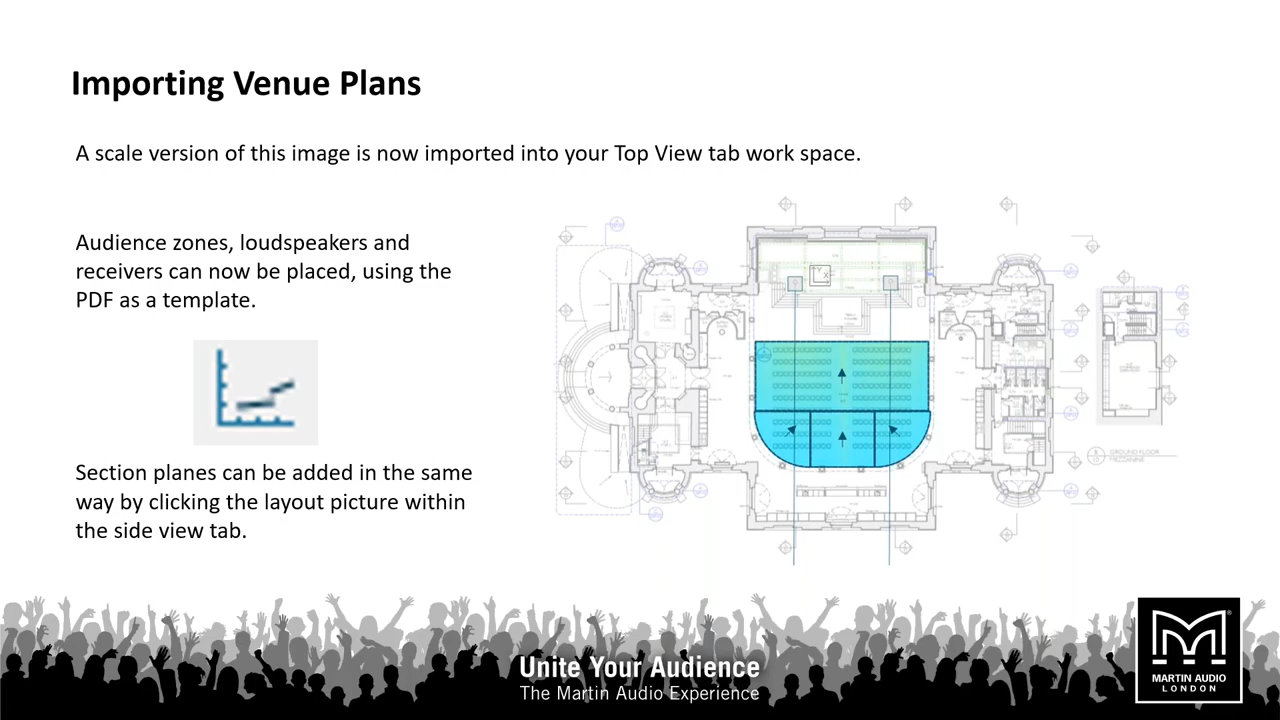 Importing Venue Plans
A scale version of this image is now imported into your Top View tab work space.
Audience zones, loudspeakers and
receivers can now be placed, using the
PDF as a template.
Section planes can be added in the same
way by clicking the layout picture within
the side view tab.
GROUND FLOOR
MEZZANINE
Unite Your Audience
The Martin Audio Experience
MARTIN AUDIO
LONDON